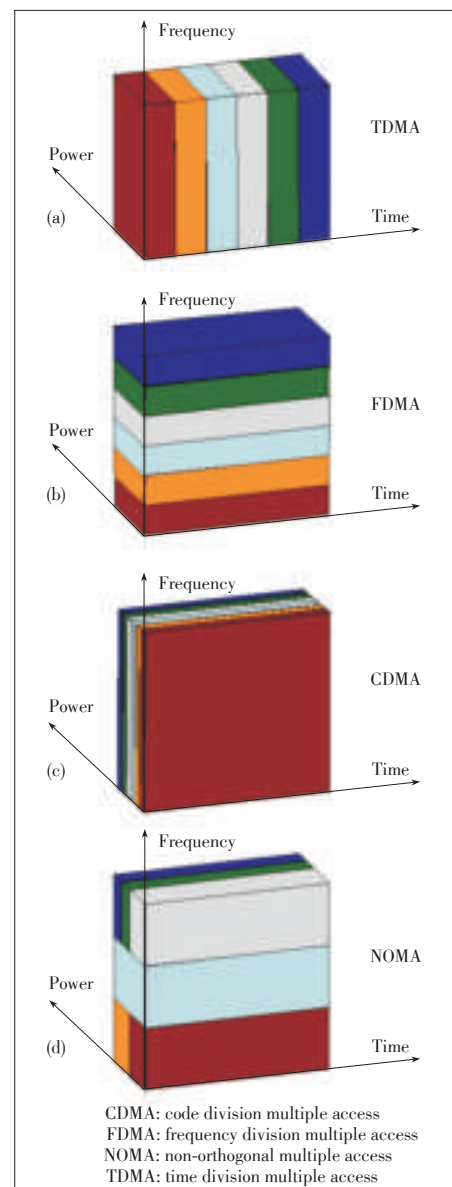 Frequency
TDMA
Power
(a)
Time
Frequency
FDMA
Power
(b)
Time
Frequency
CDMA
Power
(c)
Time
Frequency
NOMA
Power
(d)
Time
CDMA: code division multiple access
FDMA: frequency division multiple access
NOMA: non-orthogonal multiple access
TDMA: time division multiple access